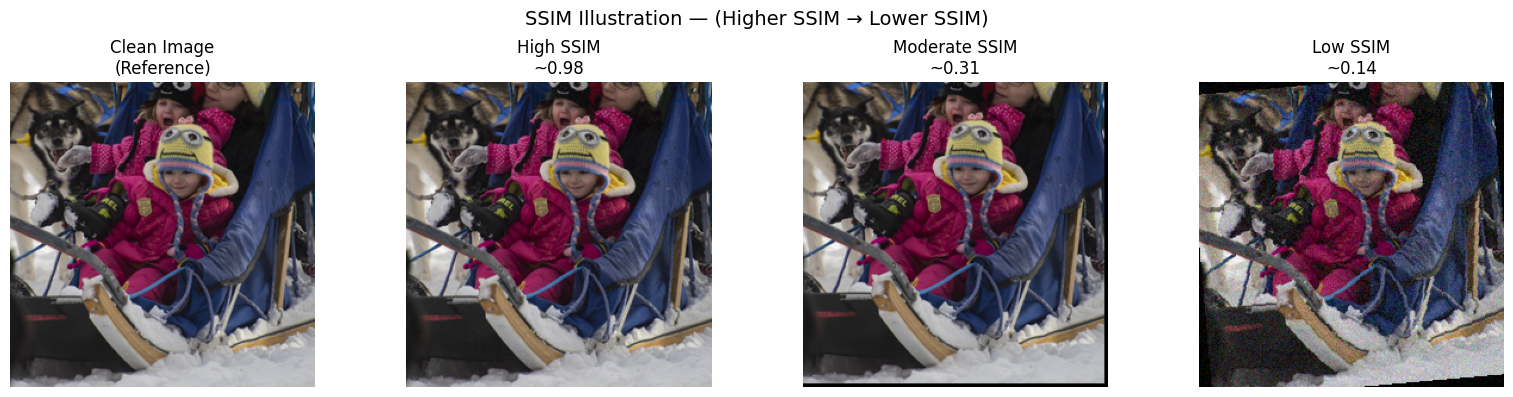 SSIM Illustration — (Higher SSIM → Lower SSIM)
Clean Image
(Reference)
High SSIM
~0.98
Moderate SSIM
~0.31
Low SSIM
~0.14